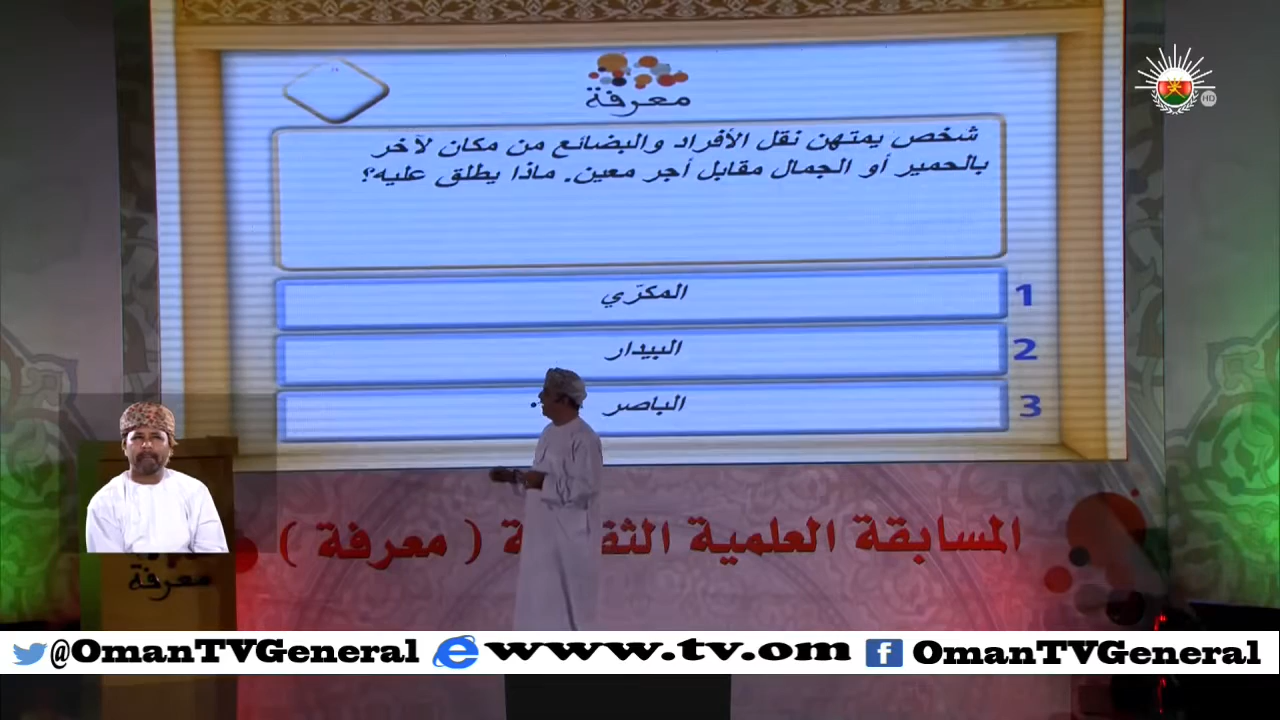 HD
معرفة
شخص يمتهن نقل الأفراد والبضائع من مكان لآخر
بالحمير أو الجمال مقابل أجر معين. ماذا يطلق عليه؟
المكرّي 1
البيدار 2
الباصر 3
المسابقة العلمية ( معرفة )
معرفة
@OmanTVGeneral www.tv.om OmanTVGeneral